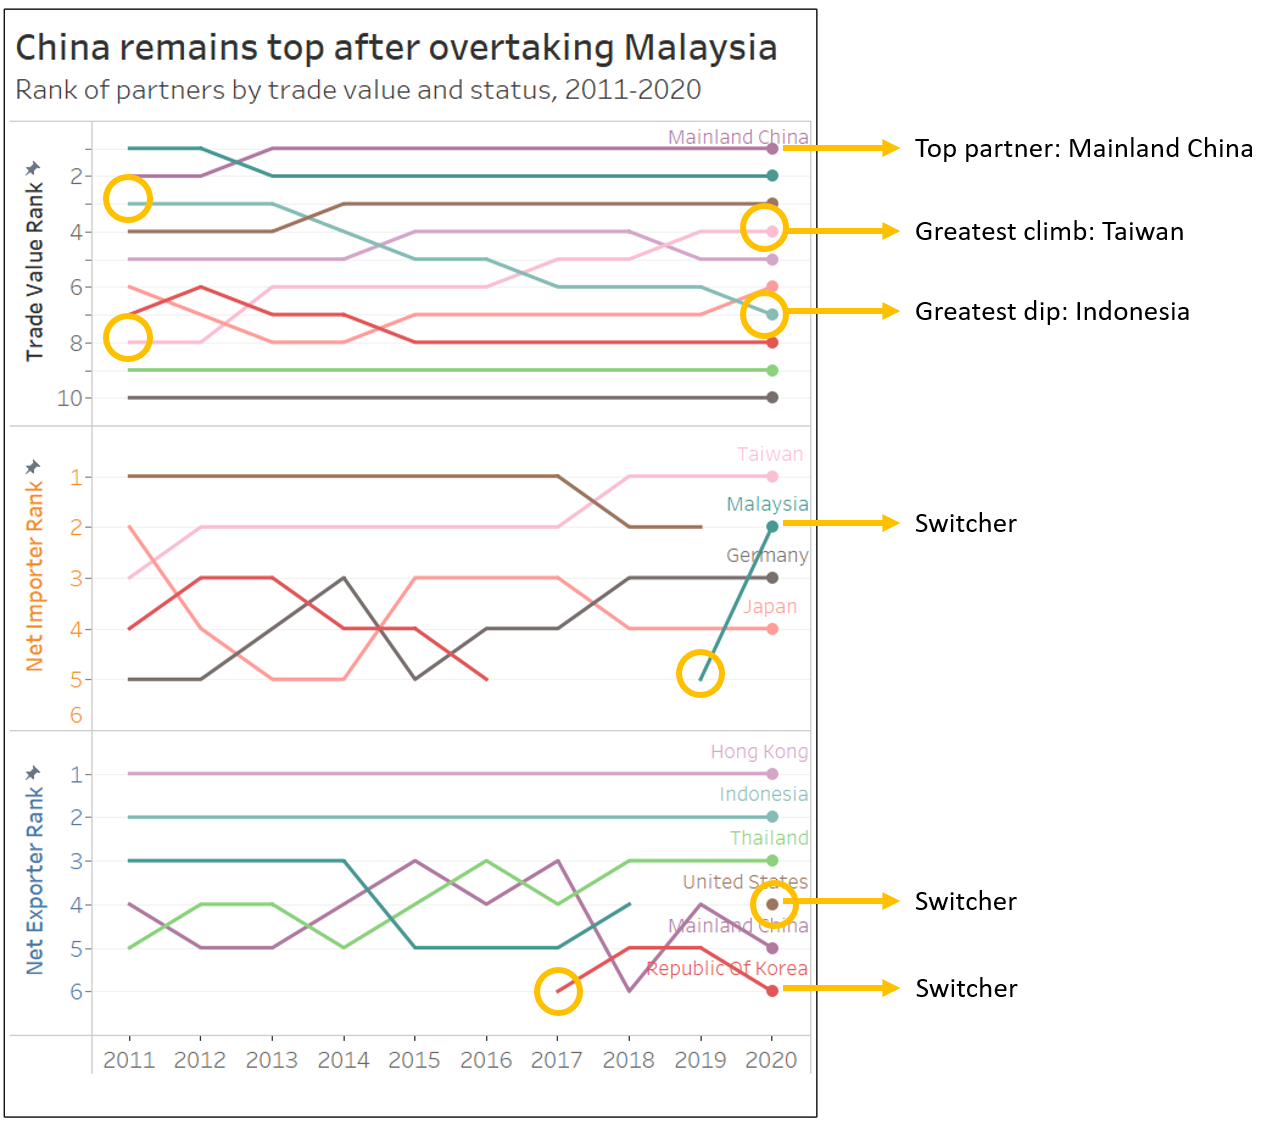 China remains top after overtaking Malaysia
Rank of partners by trade value and status, 2011-2020
Trade Value Rank
2
4
6
8
10
Mainland China
Top partner: Mainland China
Greatest climb: Taiwan
Greatest dip: Indonesia
Net Importer Rank
1
2
3
4
5
6
Taiwan
Malaysia
Germany
Japan
Switcher
Net Exporter Rank
1
2
3
4
5
6
Hong Kong
Indonesia
Thailand
United States
Mainland China
Republic Of Korea
Switcher
Switcher
2011 2012 2013 2014 2015 2016 2017 2018 2019 2020